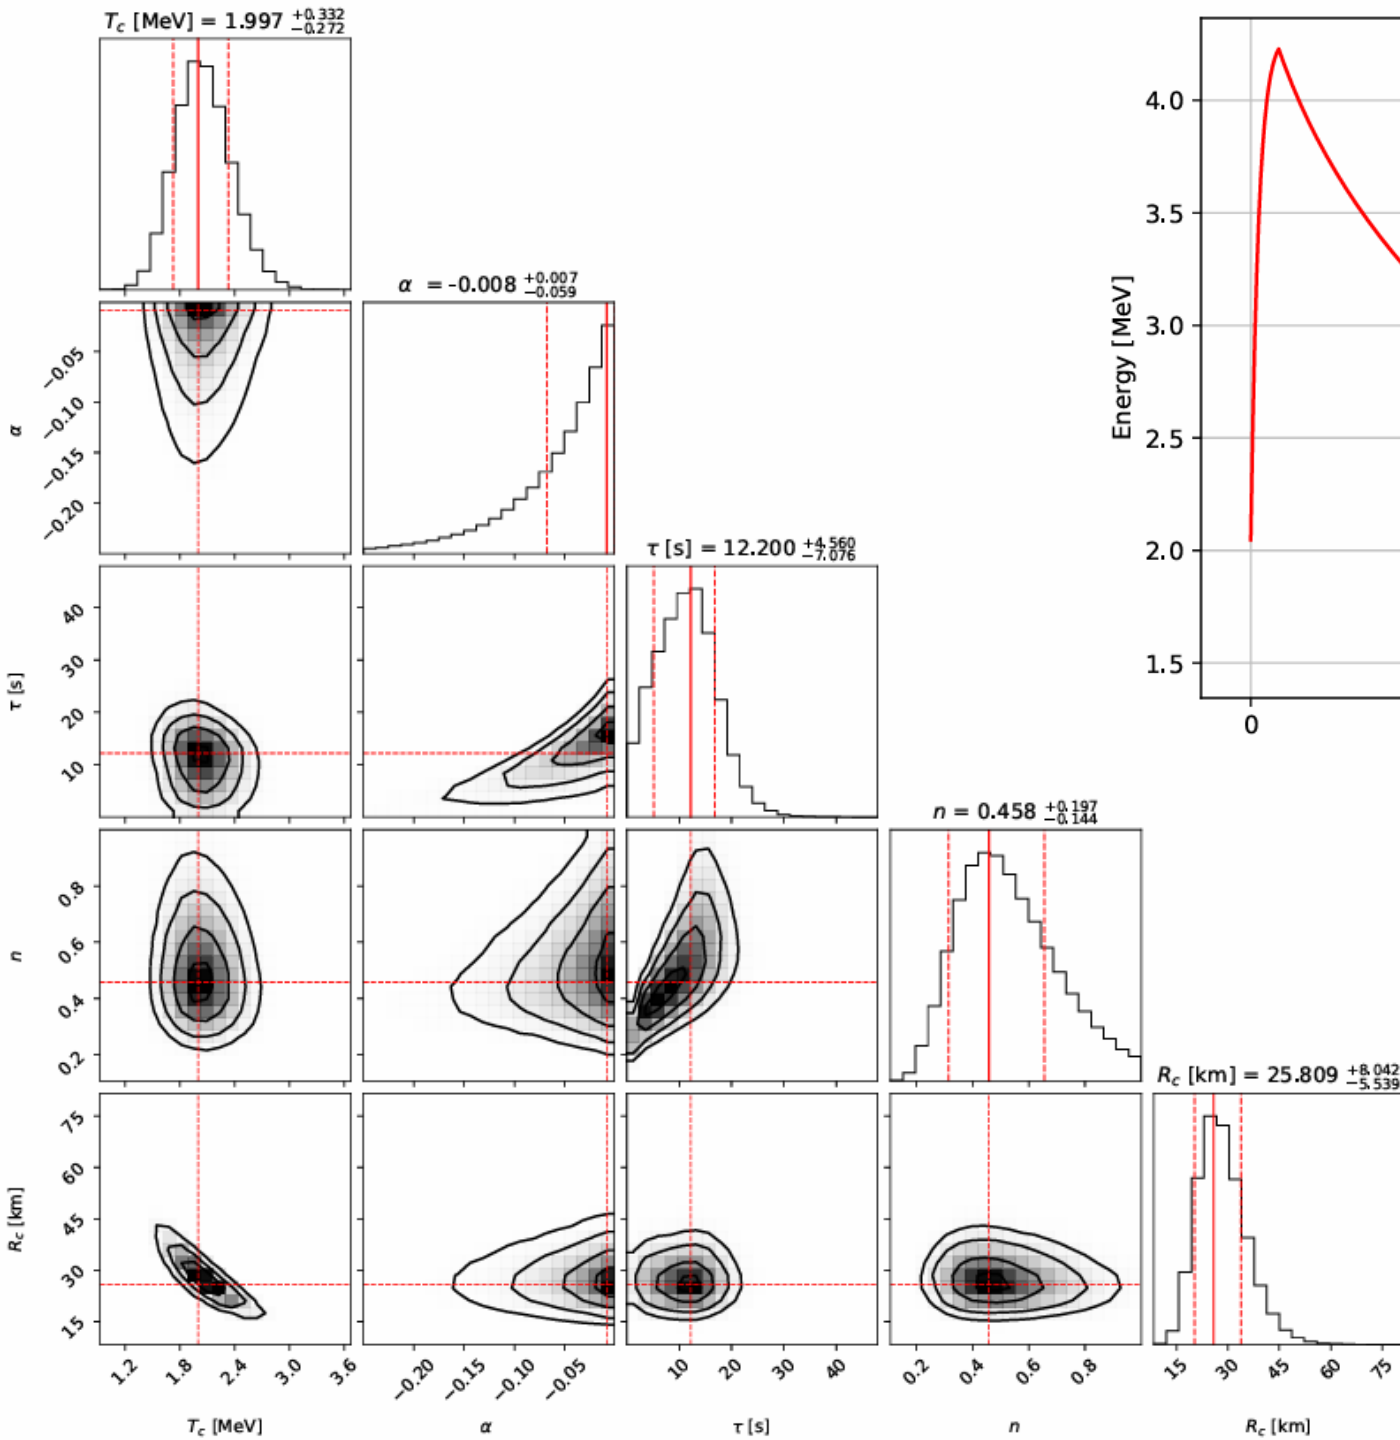 T_c [MeV] = 1.997 +0.332 −0.272
4.0
3.5
3.0
2.5
2.0
1.5
Energy [MeV]
0
α = -0.008 +0.007 −0.059
−0.05
−0.10
−0.15
−0.20
α
τ [s] = 12.200 +4.560 −7.076
40
30
20
10
τ [s]
n = 0.458 +0.197 −0.144
0.8
0.6
0.4
0.2
n
R_c [km] = 25.809 +8.042 −5.539
75
60
45
30
15
R_c [km]
1.2 1.8 2.4 3.0 3.6
−0.20 −0.15 −0.10 −0.05
10 20 30 40
0.2 0.4 0.6 0.8
15 30 45 60 75
T_c [MeV] α τ [s] n R_c [km]